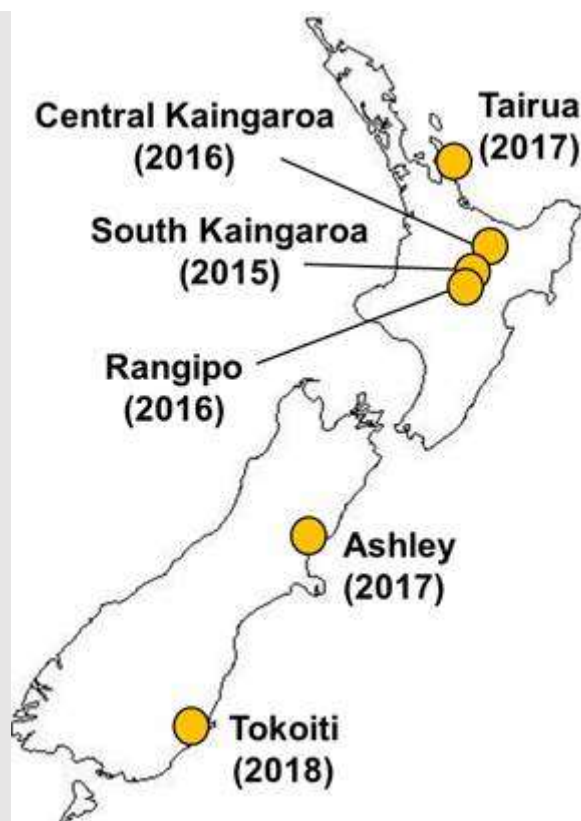 Central Kaingaroa
(2016)
Tairua
(2017)
South Kaingaroa
(2015)
Rangipo
(2016)
Ashley
(2017)
Tokoiti
(2018)